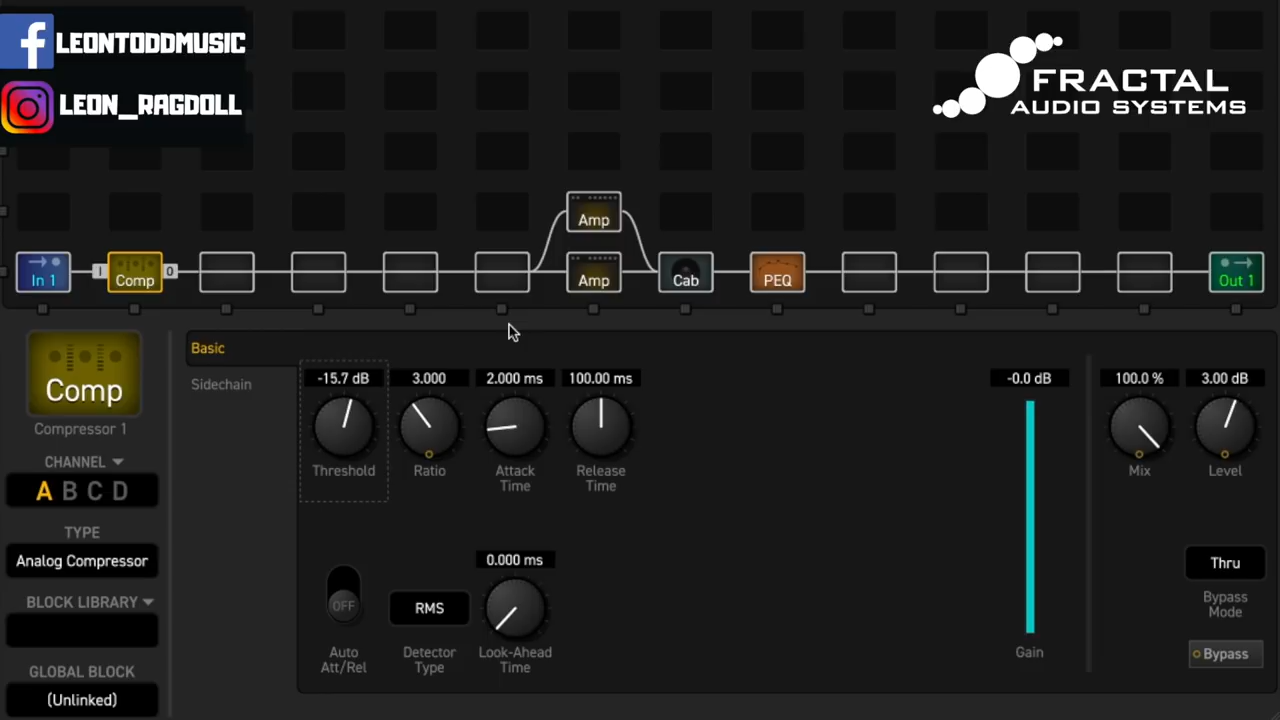 LEONTODDMUSIC
LEON_RAGDOLL
FRACTAL
AUDIO SYSTEMS
Amp
In 1
I
Comp
O
Amp
Cab
PEQ
Out 1
Comp
Compressor 1
CHANNEL
A B C D
TYPE
Analog Compressor
BLOCK LIBRARY
GLOBAL BLOCK
(Unlinked)
Basic
Sidechain
-15.7 dB
3.000
2.000 ms
100.00 ms
-0.0 dB
100.0 %
3.00 dB
Threshold
Ratio
Attack
Time
Release
Time
Mix
Level
0.000 ms
OFF
RMS
Thru
Auto
Att/Rel
Detector
Type
Look-Ahead
Time
Gain
Bypass
Mode
Bypass